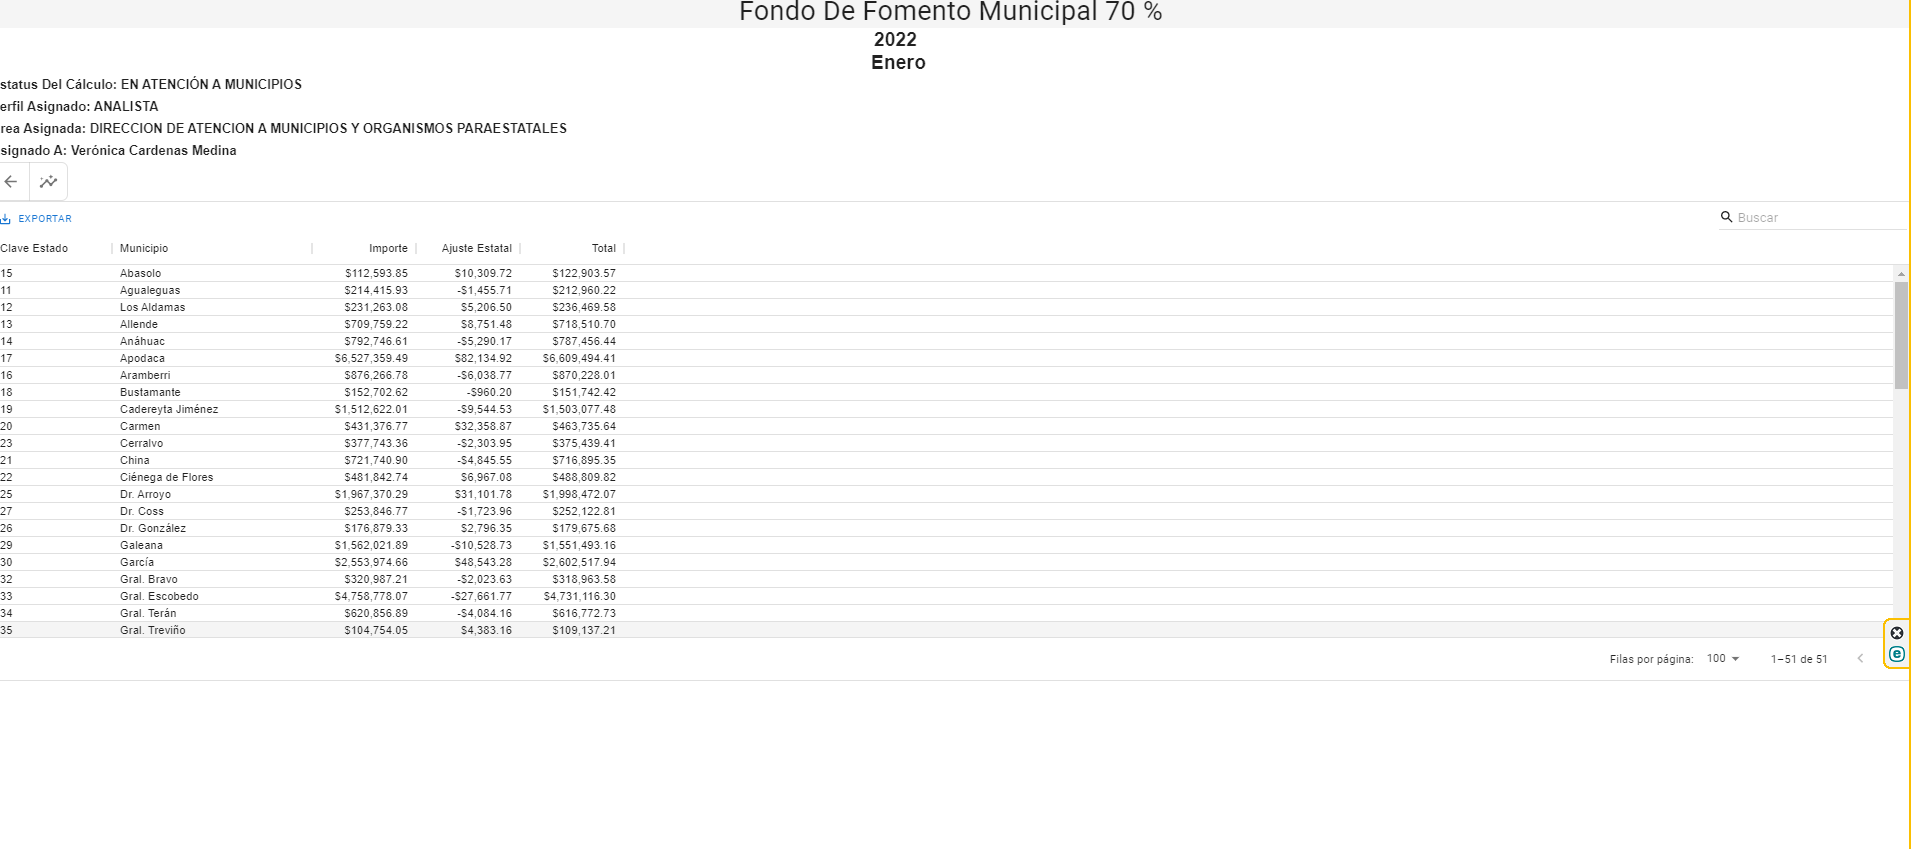 Fondo De Fomento Municipal 70 %
2022
Enero
status Del Cálculo: EN ATENCIÓN A MUNICIPIOS
erfil Asignado: ANALISTA
rea Asignada: DIRECCION DE ATENCION A MUNICIPIOS Y ORGANISMOS PARAESTATALES
signado A: Verónica Cardenas Medina
EXPORTAR
Buscar
Clave Estado Municipio Importe Ajuste Estatal Total
15 Abasolo $112,593.85 $10,309.72 $122,903.57
11 Agualeguas $214,415.93 -$1,455.71 $212,960.22
12 Los Aldamas $231,263.08 $5,206.50 $236,469.58
13 Allende $709,759.22 $8,751.48 $718,510.70
14 Anáhuac $792,746.61 -$5,290.17 $787,456.44
17 Apodaca $6,527,359.49 $82,134.92 $6,609,494.41
16 Aramberri $876,266.78 -$6,038.77 $870,228.01
18 Bustamante $152,702.62 -$960.20 $151,742.42
19 Cadereyta Jiménez $1,512,622.01 -$9,544.53 $1,503,077.48
20 Carmen $431,376.77 $32,358.87 $463,735.64
23 Cerralvo $377,743.36 -$2,303.95 $375,439.41
21 China $721,740.90 -$4,845.55 $716,895.35
22 Ciénega de Flores $481,842.74 $6,967.08 $488,809.82
25 Dr. Arroyo $1,967,370.29 $31,101.78 $1,998,472.07
27 Dr. Coss $253,846.77 -$1,723.96 $252,122.81
26 Dr. González $176,879.33 $2,796.35 $179,675.68
29 Galeana $1,562,021.89 -$10,528.73 $1,551,493.16
30 García $2,553,974.66 $48,543.28 $2,602,517.94
32 Gral. Bravo $320,987.21 -$2,023.63 $318,963.58
33 Gral. Escobedo $4,758,778.07 -$27,661.77 $4,731,116.30
34 Gral. Terán $620,856.89 -$4,084.16 $616,772.73
35 Gral. Treviño $104,754.05 $4,383.16 $109,137.21
Filas por página: 100 1–51 de 51